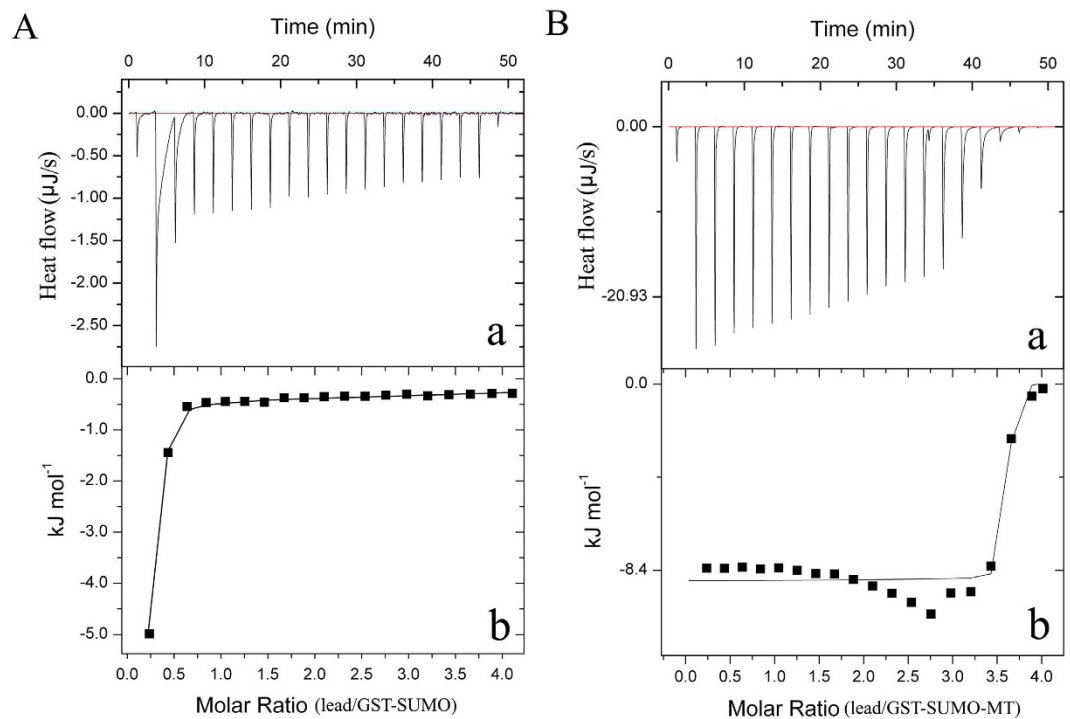 A
Time (min)
0 10 20 30 40 50
0.00
-0.50
-1.00
-1.50
-2.00
-2.50
Heat flow (μJ/s)
a
0.0
-1.0
-2.0
-3.0
-4.0
-5.0
kJ mol⁻¹
b
0.0 0.5 1.0 1.5 2.0 2.5 3.0 3.5 4.0
Molar Ratio (lead/GST-SUMO)
B
Time (min)
0 10 20 30 40 50
0.00
-20.93
Heat flow (μJ/s)
a
0.0
-8.4
kJ mol⁻¹
b
0.0 0.5 1.0 1.5 2.0 2.5 3.0 3.5 4.0
Molar Ratio (lead/GST-SUMO-MT)